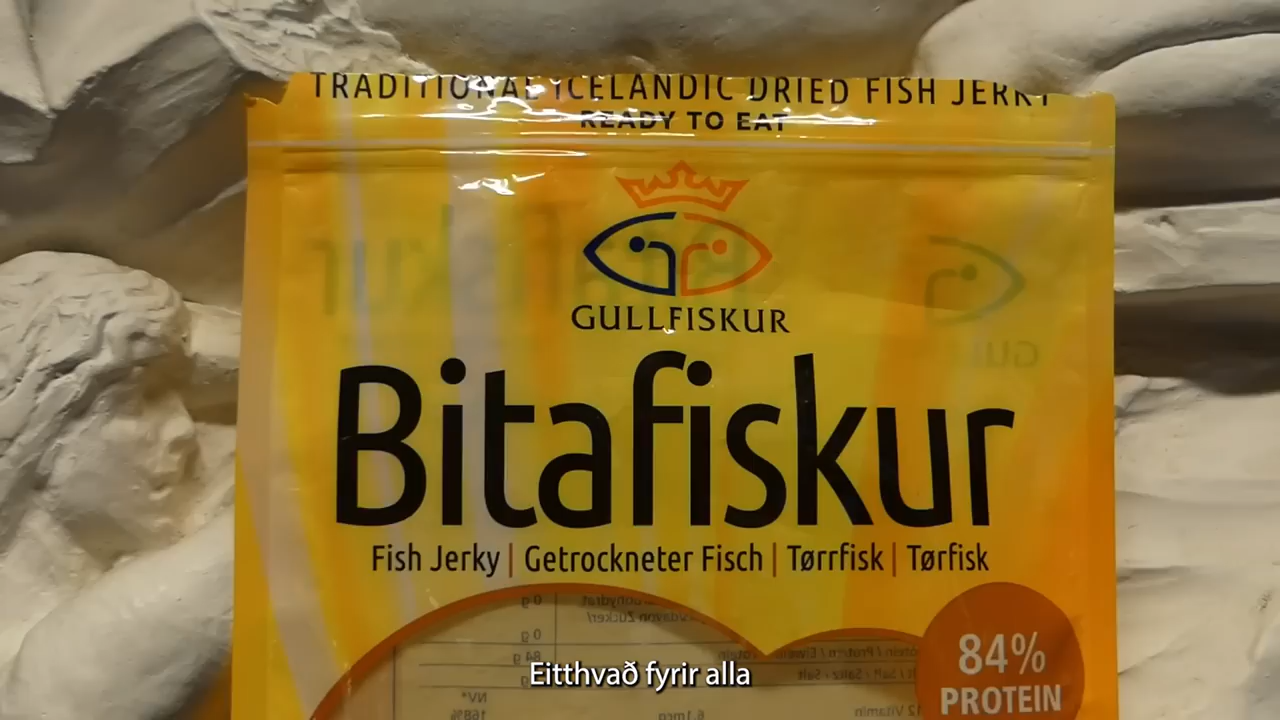 TRADITIONAL ICELANDIC DRIED FISH JERKY
READY TO EAT
GULLFISKUR
Bitafiskur
Fish Jerky | Getrockneter Fisch | Tørrfisk | Tørfisk
84%
PROTEIN
Eitthvað fyrir alla